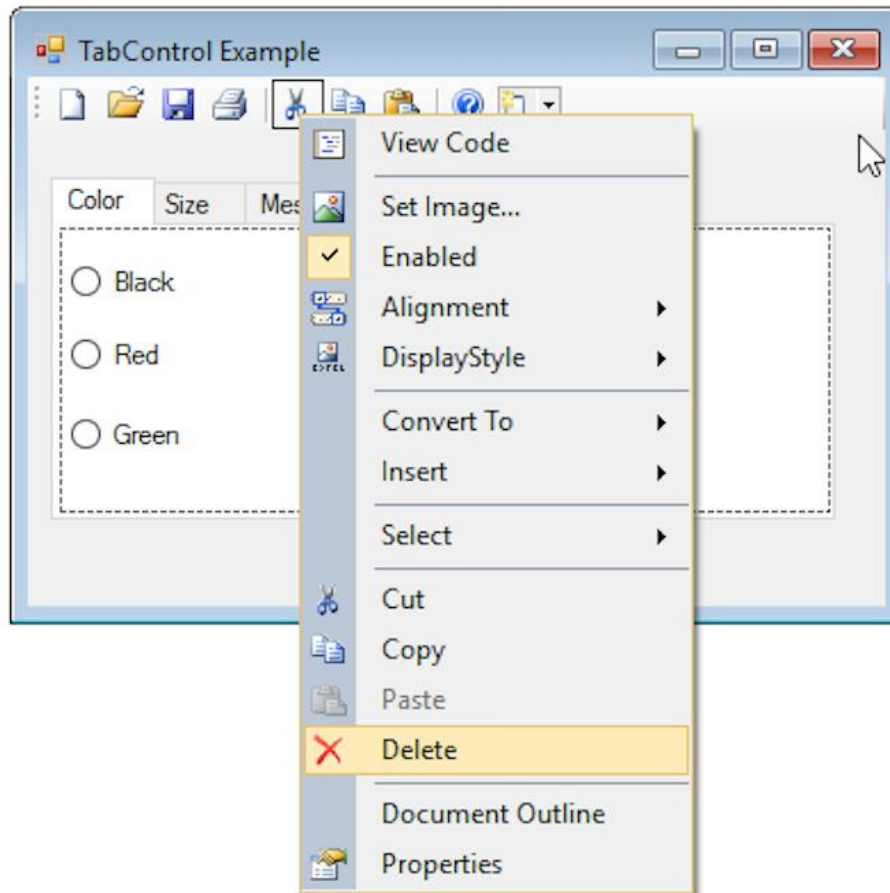 TabControl Example
View Code
Color Size Mes
Set Image...
Enabled
Black
Alignment
Red
DisplayStyle
Green
Convert To
Insert
Select
Cut
Copy
Paste
Delete
Document Outline
Properties